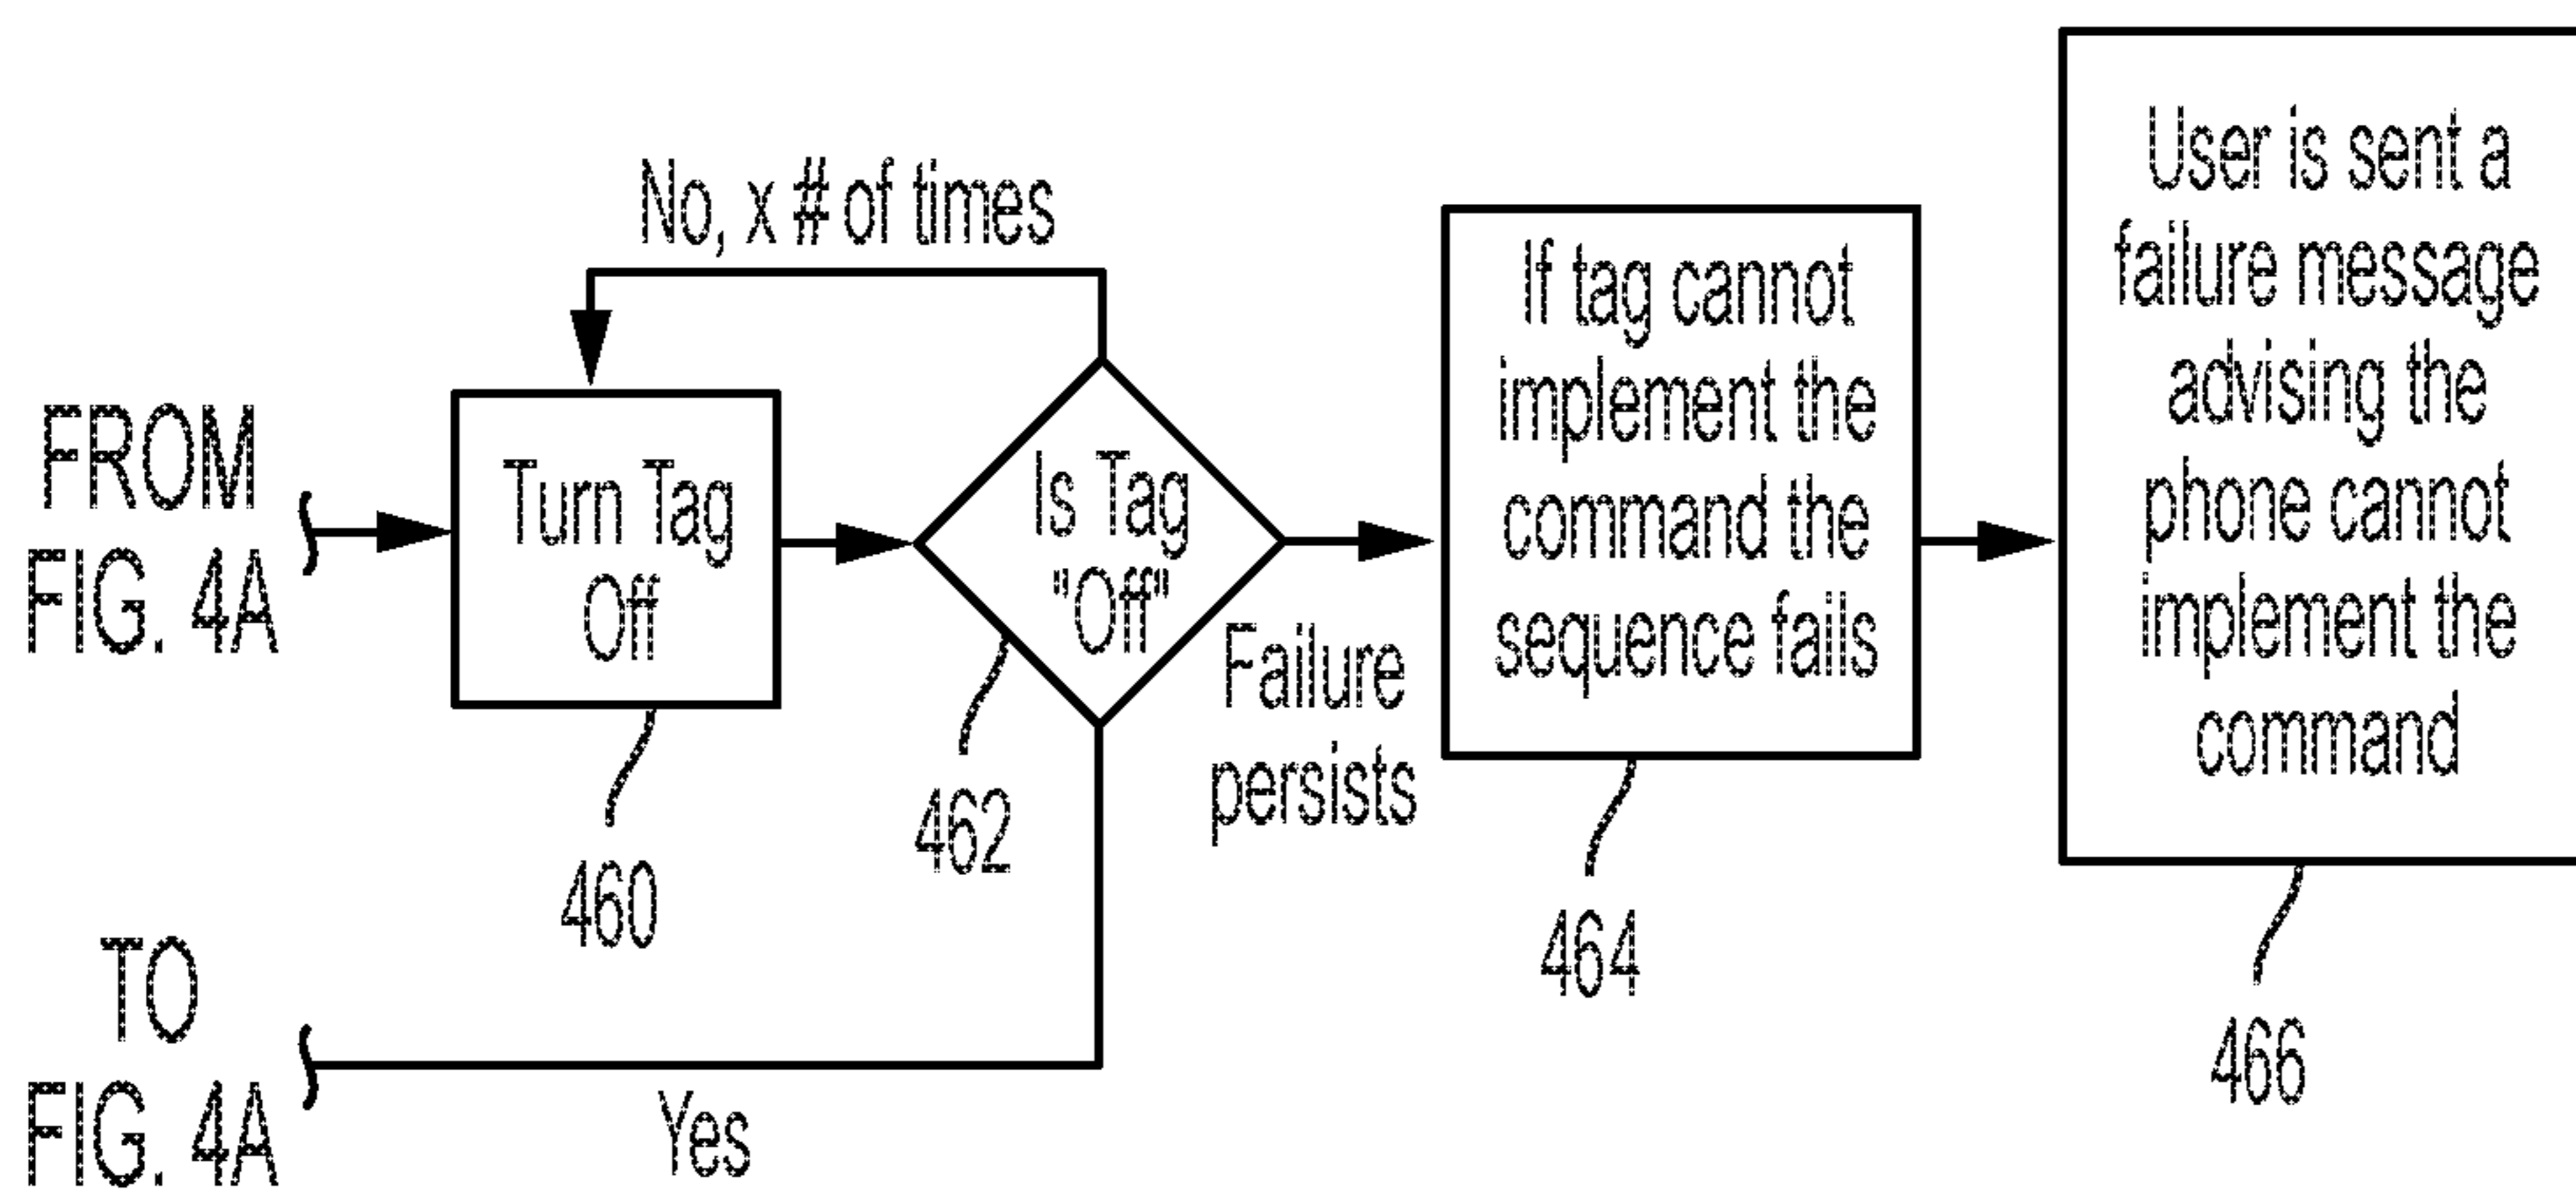 No, x # of times
FROM
FIG. 4A
Turn Tag
Off
460
Is Tag
"Off"
462
Failure
persists
If tag cannot
implement the
command the
sequence fails
464
User is sent a
failure message
advising the
phone cannot
implement the
command
466
TO
FIG. 4A
Yes